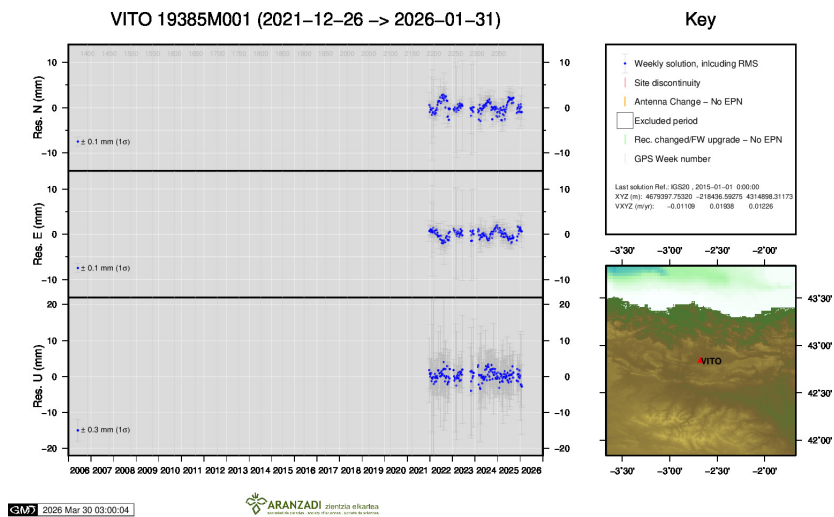 VITO 19385M001 (2021−12−26 −> 2026−01−31)
Key
Res. N (mm)
10
0
−10
± 0.1 mm (1σ)
10
0
−10
Res. E (mm)
10
0
−10
± 0.1 mm (1σ)
10
0
−10
Res. U (mm)
20
10
0
−10
−20
± 0.3 mm (1σ)
20
10
0
−10
−20
2006 2007 2008 2009 2010 2011 2012 2013 2014 2015 2016 2017 2018 2019 2020 2021 2022 2023 2024 2025 2026
Weekly solution, inlcuding RMS
Site discontinuity
Antenna Change − No EPN
Excluded period
Rec. changed/FW upgrade − No EPN
GPS Week number
Last solution Ref.: IGS20 , 2015−01−01 0:00:00
XYZ (m): 4679397.75320 −218436.59275 4314898.31173
VXYZ (m/yr): −0.01109 0.01938 0.01226
−3°30' −3°00' −2°30' −2°00'
43°30'
43°00'
42°30'
42°00'
VITO
−3°30' −3°00' −2°30' −2°00'
GMT 2026 Mar 30 03:00:04
ARANZADI zientzia elkartea